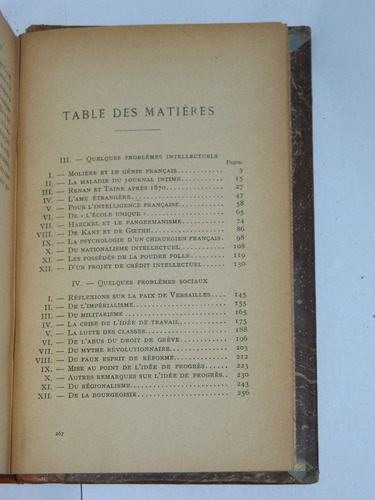 TABLE DES MATIÈRES
III. — QUELQUES PROBLÈMES INTELLECTUELS
Pages.
I. — MOLIÈRE ET LE GÉNIE FRANÇAIS 3
II. — LA MALADIE DU JOURNAL INTIME 15
III. — RENAN ET TAINE APRÈS 1870 27
IV. — L'AME ÉTRANGÈRE 47
V. — POUR L'INTELLIGENCE FRANÇAISE 58
VI. — DE « L'ÉCOLE UNIQUE » 65
VII. — HAECKEL ET LE PANGERMANISME 74
VIII. — DE KANT ET DE GŒTHE 86
IX. — LA PSYCHOLOGIE D'UN CHIRURGIEN FRANÇAIS 98
X. — DU NATIONALISME INTELLECTUEL 108
XI. — LES POSSÉDÉS DE LA POUDRE FOLLE 119
XII. — D'UN PROJET DE CRÉDIT INTELLECTUEL 130
IV. — QUELQUES PROBLÈMES SOCIAUX
I. — RÉFLEXIONS SUR LA PAIX DE VERSAILLES 145
II. — DE L'IMPÉRIALISME 155
III. — DU MILITARISME 165
IV. — LA CRISE DE L'IDÉE DE TRAVAIL 175
V. — LA LUTTE DES CLASSES 188
VI. — DE L'ABUS DU DROIT DE GRÈVE 196
VII. — DU MYTHE RÉVOLUTIONNAIRE 203
VIII. — DU FAUX ESPRIT DE RÉFORME 212
IX. — MISE AU POINT DE L'IDÉE DE PROGRÈS 223
X. — AUTRES REMARQUES SUR L'IDÉE DE PROGRÈS 230
XI. — DU RÉGIONALISME 243
XII. — DE LA BOURGEOISIE 256
267